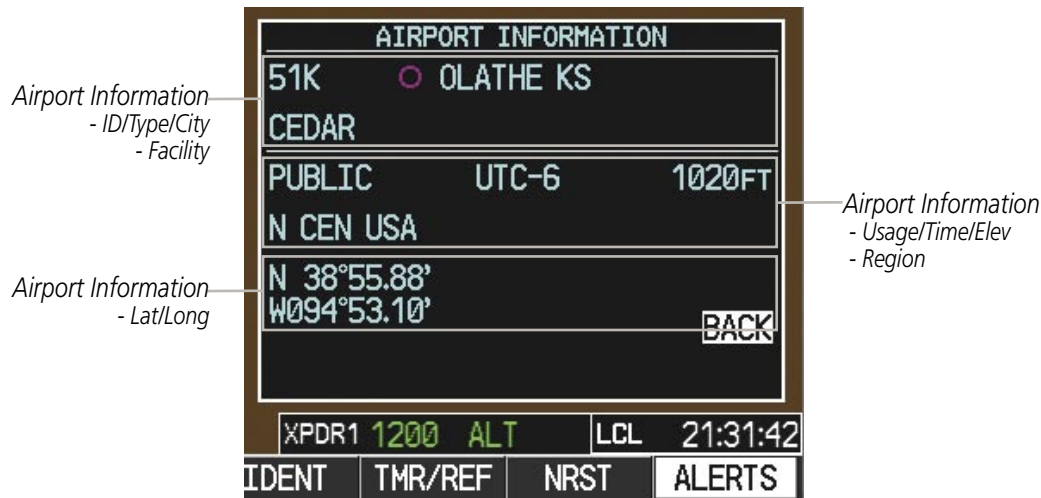 AIRPORT INFORMATION
51K OLATHE KS
CEDAR
Airport Information
- ID/Type/City
- Facility
PUBLIC UTC-6 1020FT
N CEN USA
Airport Information
- Usage/Time/Elev
- Region
N 38°55.88'
W094°53.10'
Airport Information
- Lat/Long
BACK
XPDR1 1200 ALT LCL 21:31:42
IDENT TMR/REF NRST ALERTS